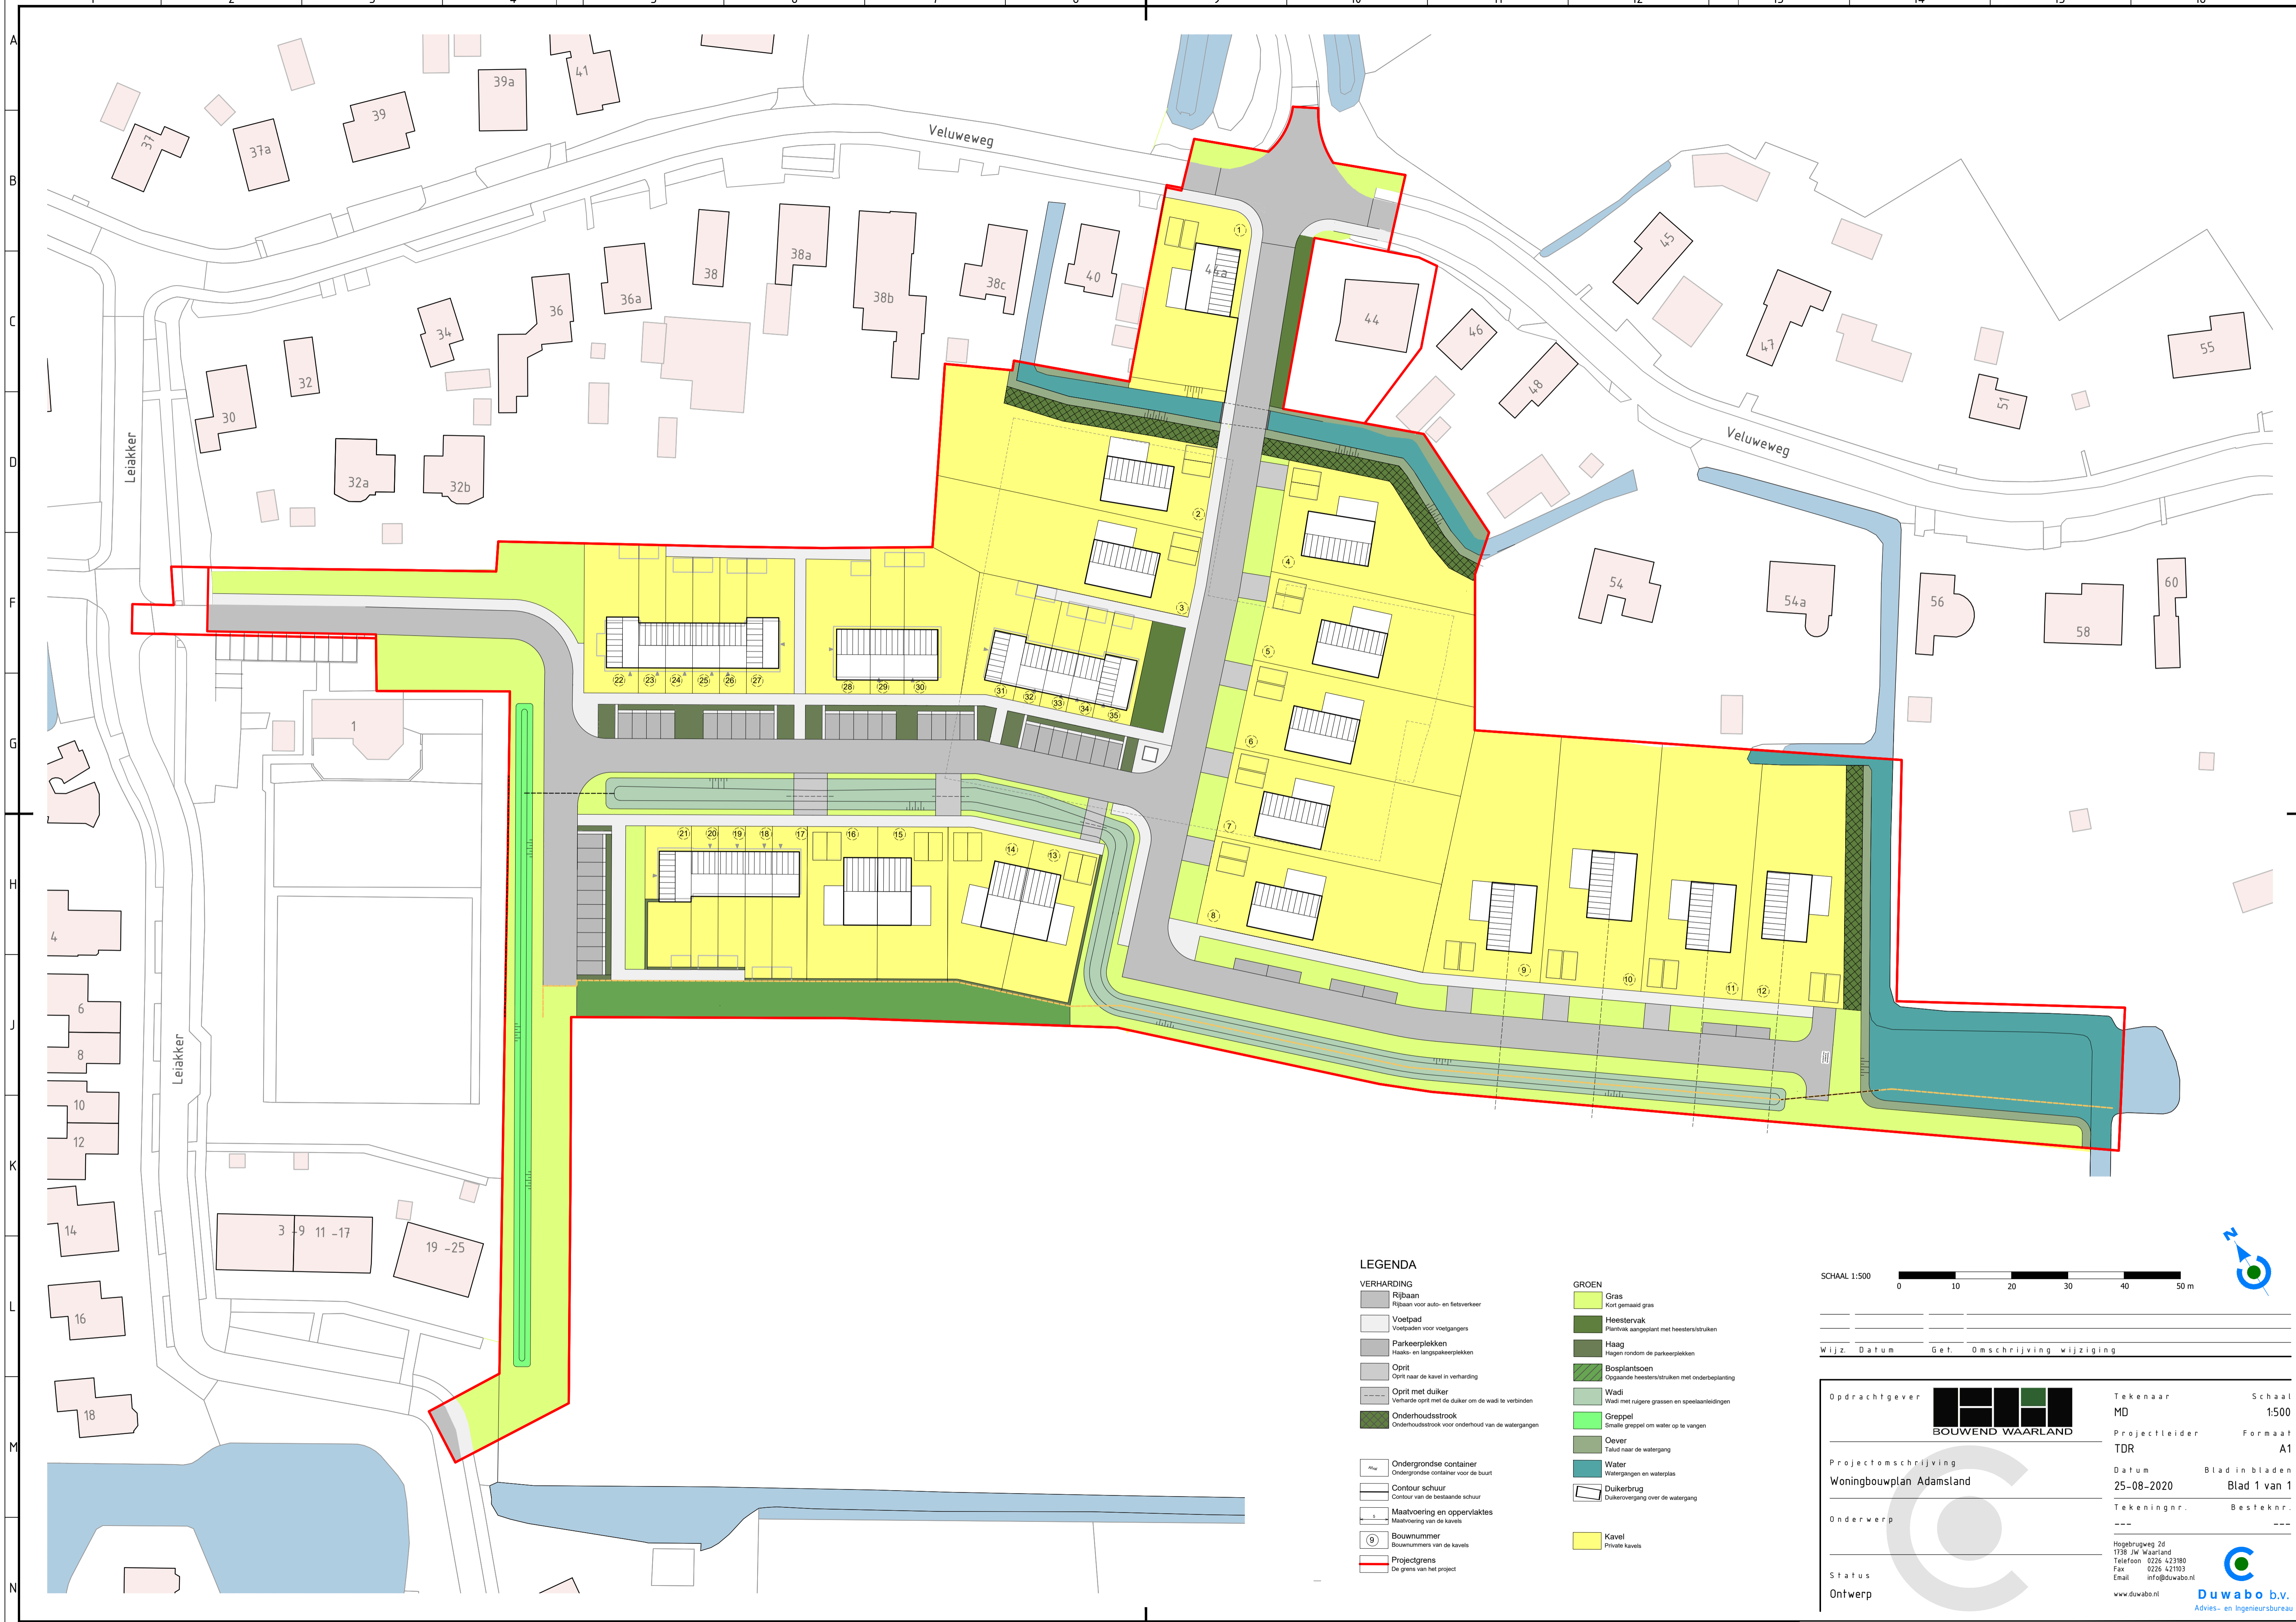 A
B
C
D
F
G
H
J
K
L
M
N
37
37a
39
39a
41
Veluweweg
38
38a
38b
38c
40
36a
36
34
32
30
32a
32b
Leiakker
44a
44
46
48
45
47
51
55
Veluweweg
54
54a
56
58
60
1
2
3
4
5
6
7
8
9
10
11
12
22
23
24
25
26
27
28
29
30
31
32
33
34
35
21
20
19
18
17
16
15
14
13
1
4
6
8
10
12
14
16
18
Leiakker
3 -9
11 -17
19 -25
LEGENDA
VERHARDING
Rijbaan
Rijbaan voor auto- en fietsverkeer
Voetpad
Voetpaden voor voetgangers
Parkeerplekken
Haaks- en langspakeerplekken
Oprit
Oprit naar de kavel in verharding
Oprit met duiker
Verharde oprit met de duiker om de wadi te verbinden
Onderhoudsstrook
Onderhoudsstrook voor onderhoud van de watergangen
Ondergrondse container
Ondergrondse container voor de buurt
Contour schuur
Contour van de bestaande schuur
Maatvoering en oppervlaktes
Maatvoering van de kavels
9
Bouwnummer
Bouwnummers van de kavels
Projectgrens
De grens van het project
GROEN
Gras
Kort gemaaid gras
Heestervak
Plantvak aangeplant met heesters/struiken
Haag
Hagen rondom de parkeerplekken
Bosplantsoen
Opgaande heesters/struiken met onderbeplanting
Wadi
Wadi met ruigere grassen en speelaanleidingen
Greppel
Smalle greppel om water op te vangen
Oever
Talud naar de watergang
Water
Watergangen en waterplas
Duikerbrug
Duikerovergang over de watergang
Kavel
Private kavels
N
SCHAAL 1:500
0 10 20 30 40 50 m
Wijz. Datum Get. Omschrijving wijziging
Opdrachtgever
BOUWEND WAARLAND
Projectomschrijving
Woningbouwplan Adamsland
Onderwerp
Status
Ontwerp
Tekenaar Schaal
MD 1:500
Projectleider Formaat
TDR A1
Datum Blad in bladen
25-08-2020 Blad 1 van 1
Tekeningnr. Besteknr.
--- ---
Hogebrugweg 2d
1738 JW Waarland
Telefoon 0226 423180
Fax 0226 421103
Email info@duwabo.nl
www.duwabo.nl
Duwabo b.v.
Advies- en Ingenieursbureau